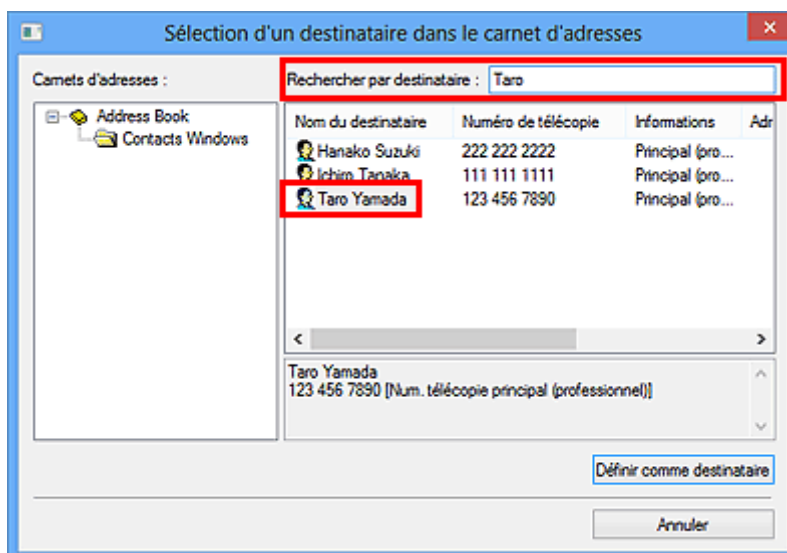 Sélection d'un destinataire dans le carnet d'adresses
Carnets d'adresses :
Rechercher par destinataire : Taro
Address Book
Contacts Windows
Nom du destinataire Numéro de télécopie Informations Adr
Hanako Suzuki 222 222 2222 Principal (pro...
Ichiro Tanaka 111 111 1111 Principal (pro...
Taro Yamada 123 456 7890 Principal (pro...
Taro Yamada
123 456 7890 [Num. télécopie principal (professionnel)]
Définir comme destinataire
Annuler